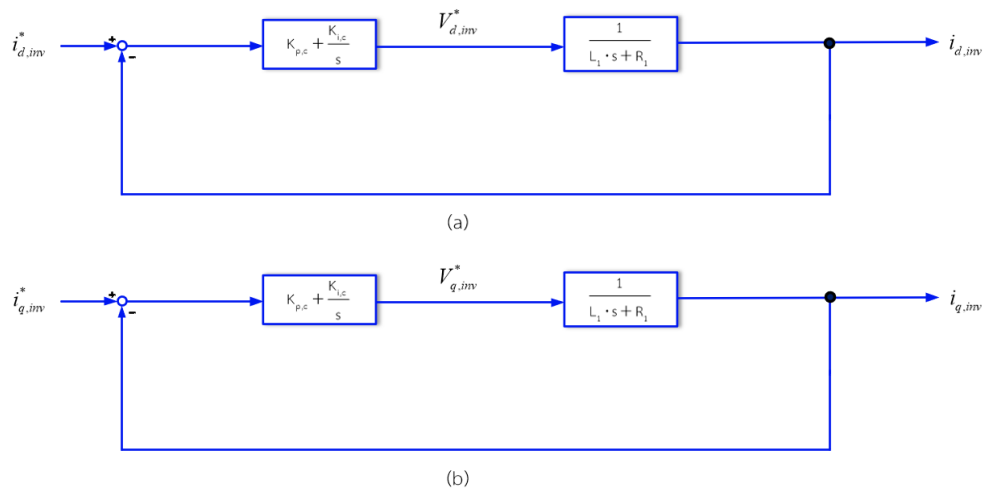 i*d,inv + − Kp,c + Ki,c/s V*d,inv 1/(L1 · s + R1) id,inv
(a)
i*q,inv + − Kp,c + Ki,c/s V*q,inv 1/(L1 · s + R1) iq,inv
(b)